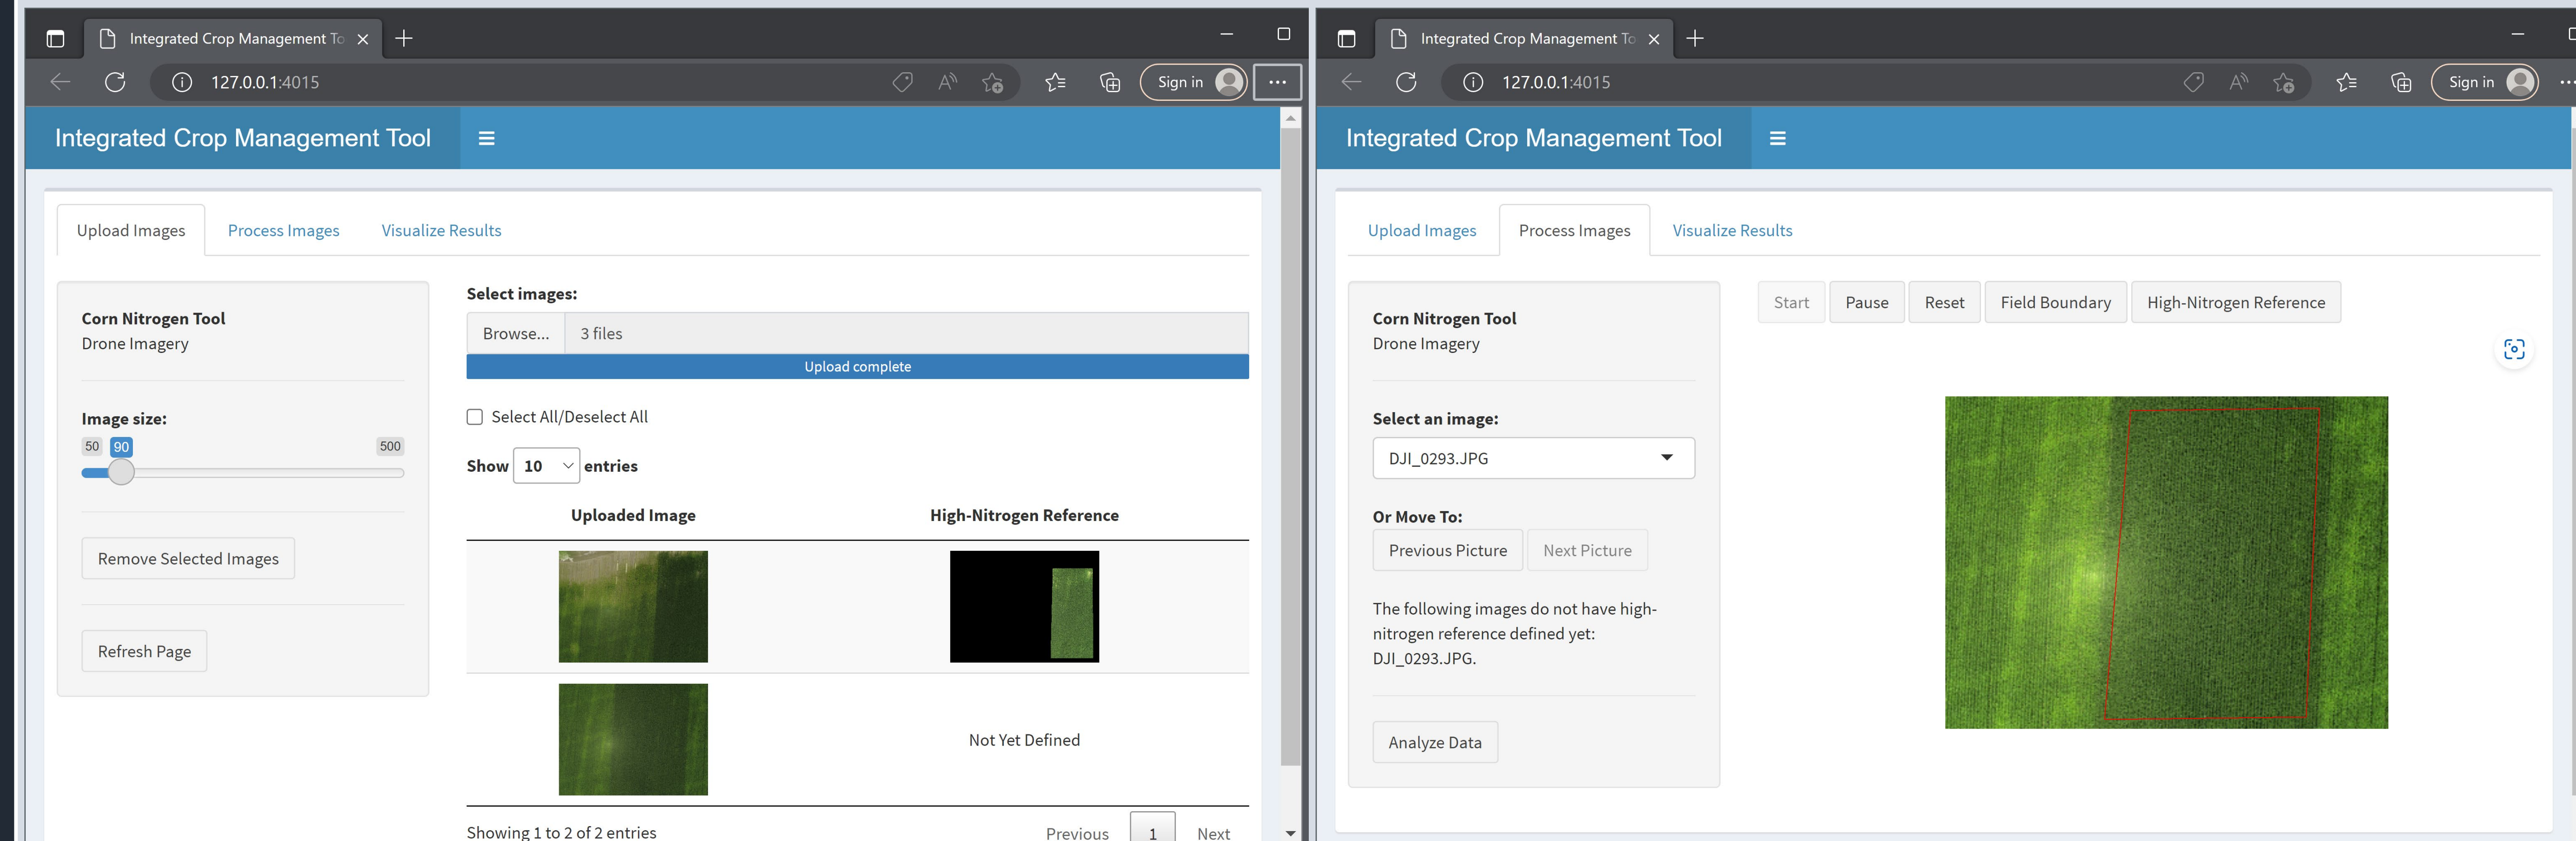 Integrated Crop Management To
127.0.0.1:4015
Sign in
Integrated Crop Management Tool
Upload Images
Process Images
Visualize Results
Corn Nitrogen Tool
Drone Imagery
Image size:
50
90
500
Remove Selected Images
Refresh Page
Select images:
Browse...
3 files
Upload complete
Select All/Deselect All
Show 10 entries
Uploaded Image
High-Nitrogen Reference
Not Yet Defined
Showing 1 to 2 of 2 entries
Previous
1
Next
Integrated Crop Management To
127.0.0.1:4015
Sign in
Integrated Crop Management Tool
Upload Images
Process Images
Visualize Results
Corn Nitrogen Tool
Drone Imagery
Select an image:
DJI_0293.JPG
Or Move To:
Previous Picture
Next Picture
The following images do not have high-
nitrogen reference defined yet:
DJI_0293.JPG.
Analyze Data
Start
Pause
Reset
Field Boundary
High-Nitrogen Reference